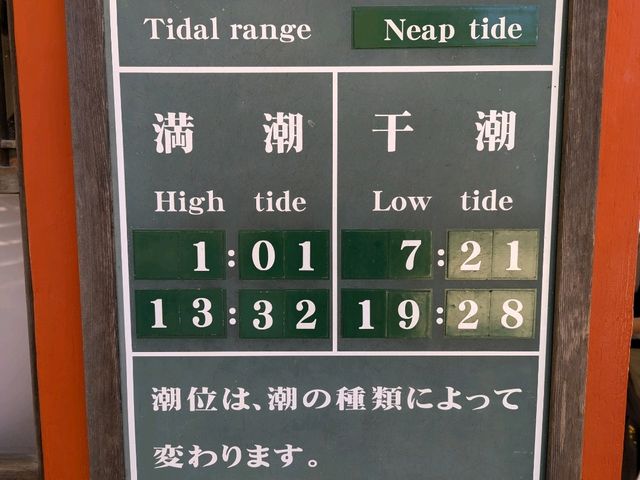 Tidal range Neap tide
満潮 干潮
High tide Low tide
1:01 7:21
13:32 19:28
潮位は、潮の種類によって
変わります。